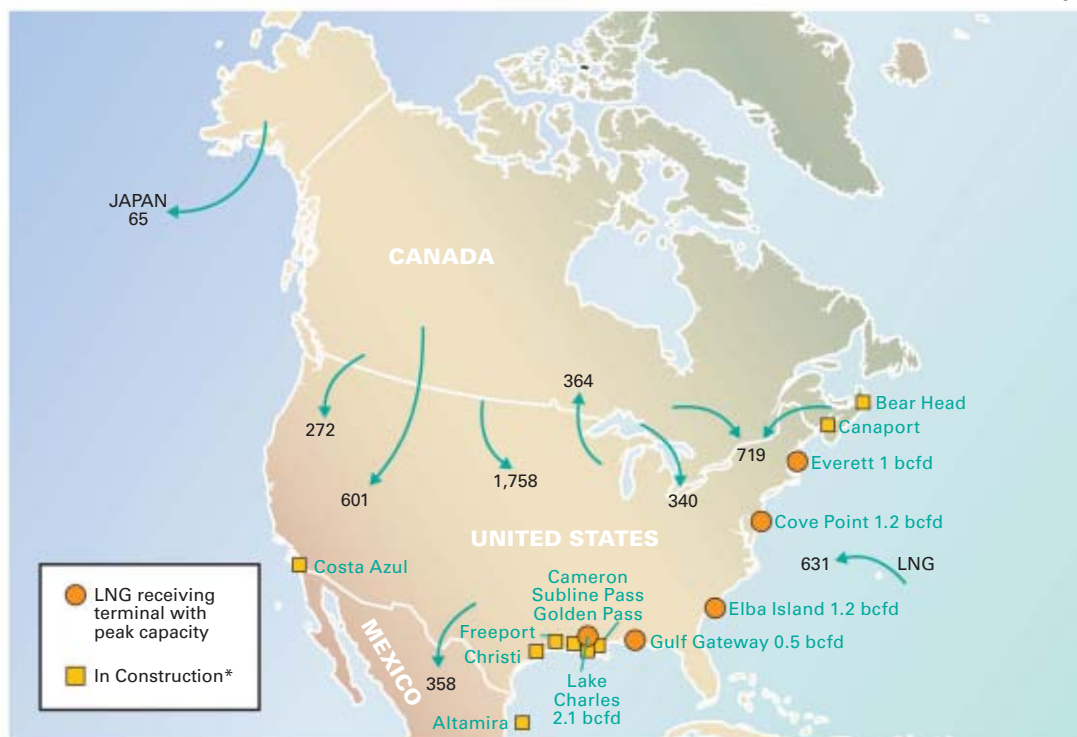 JAPAN
65
CANADA
364
272
601
1,758
719
340
Bear Head
Canaport
Everett 1 bcfd
Cove Point 1.2 bcfd
UNITED STATES
631
LNG
Costa Azul
Cameron
Subline Pass
Golden Pass
Elba Island 1.2 bcfd
Freeport
Gulf Gateway 0.5 bcfd
Christi
MEXICO
358
Lake
Charles
2.1 bcfd
Altamira
LNG receiving
terminal with
peak capacity
In Construction*